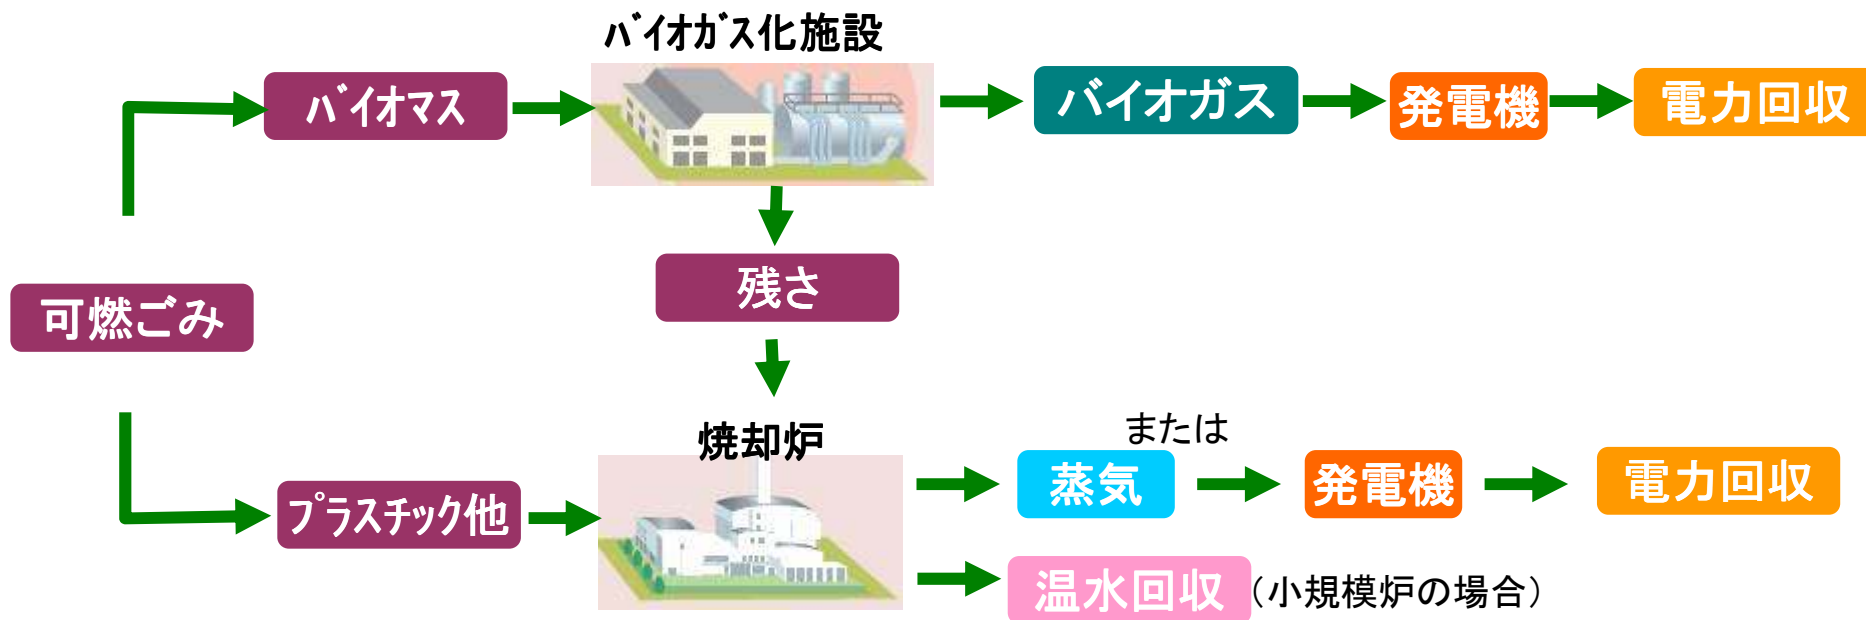 バイオガス化施設
バイオマス
バイオガス
発電機
電力回収
残さ
可燃ごみ
焼却炉
または
プラスチック他
蒸気
発電機
電力回収
温水回収
（小規模炉の場合）